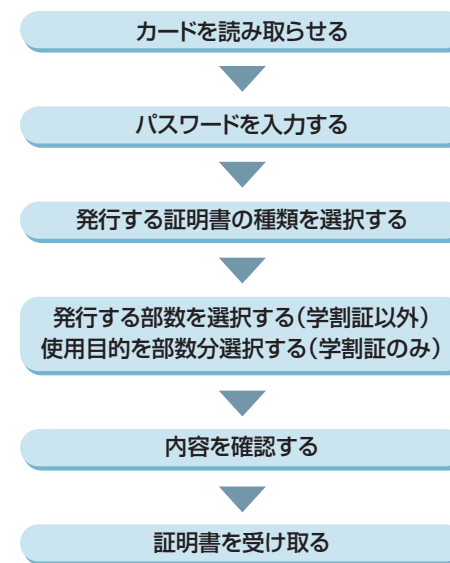 カードを読み取らせる
パスワードを入力する
発行する証明書の種類を選択する
発行する部数を選択する(学割証以外)
使用目的を部数分選択する(学割証のみ)
内容を確認する
証明書を受け取る